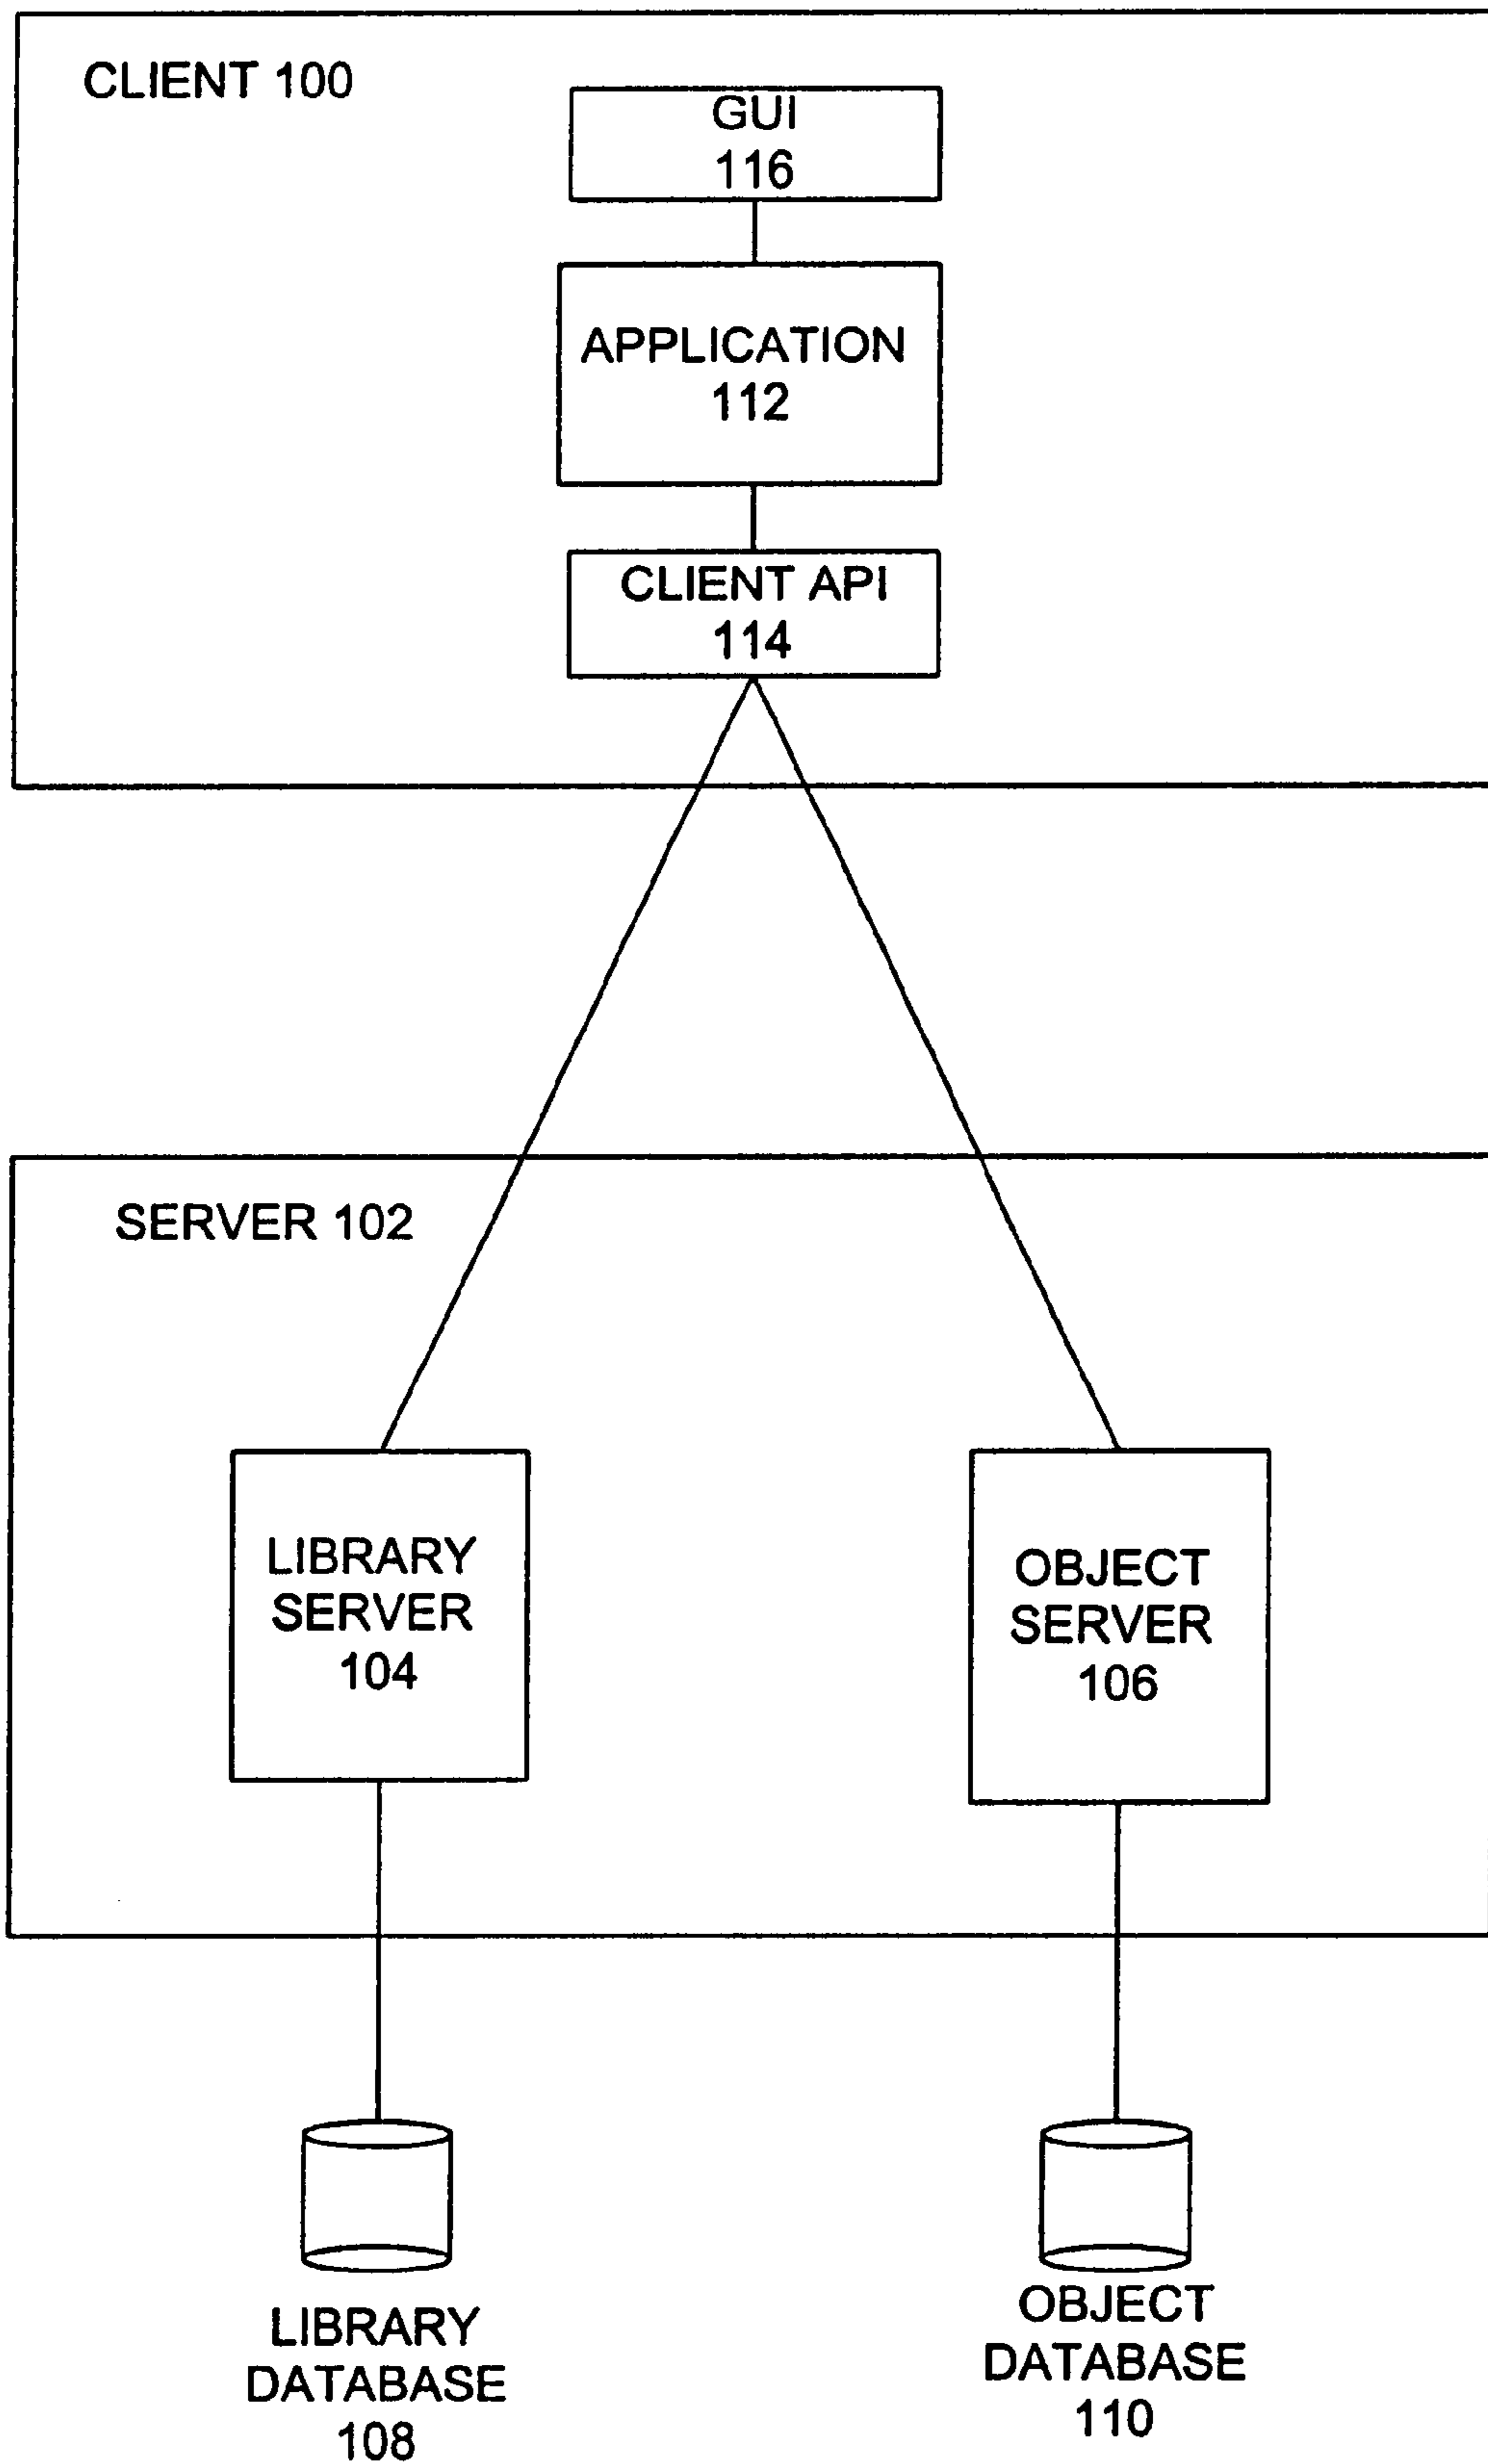 CLIENT 100
GUI
116
APPLICATION
112
CLIENT API
114
SERVER 102
LIBRARY
SERVER
104
OBJECT
SERVER
106
LIBRARY
DATABASE
108
OBJECT
DATABASE
110